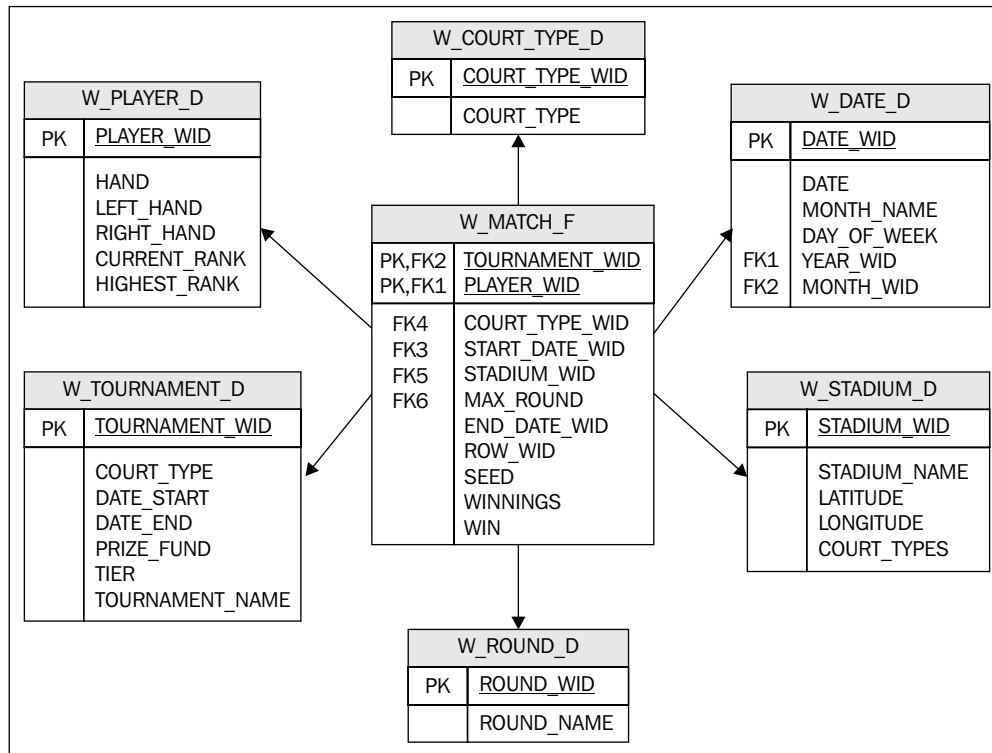 W_COURT_TYPE_D
PK COURT_TYPE_WID
COURT_TYPE
W_PLAYER_D
PK PLAYER_WID
HAND
LEFT_HAND
RIGHT_HAND
CURRENT_RANK
HIGHEST_RANK
W_DATE_D
PK DATE_WID
DATE
MONTH_NAME
DAY_OF_WEEK
FK1 YEAR_WID
FK2 MONTH_WID
W_MATCH_F
PK,FK2 TOURNAMENT_WID
PK,FK1 PLAYER_WID
FK4 COURT_TYPE_WID
FK3 START_DATE_WID
FK5 STADIUM_WID
FK6 MAX_ROUND
END_DATE_WID
ROW_WID
SEED
WINNINGS
WIN
W_TOURNAMENT_D
PK TOURNAMENT_WID
COURT_TYPE
DATE_START
DATE_END
PRIZE_FUND
TIER
TOURNAMENT_NAME
W_STADIUM_D
PK STADIUM_WID
STADIUM_NAME
LATITUDE
LONGITUDE
COURT_TYPES
W_ROUND_D
PK ROUND_WID
ROUND_NAME